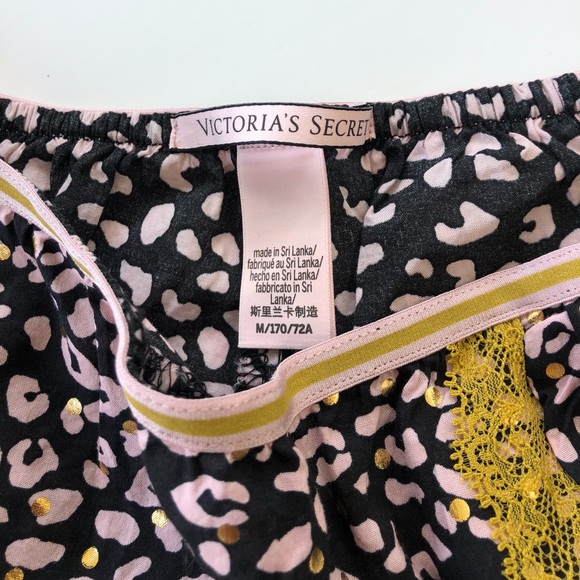 VICTORIA'S SECRET
made in Sri Lanka/
fabriqué au Sri Lanka/
hecho en Sri Lanka/
fabbricato in Sri
Lanka/
斯里兰卡制造
M/170/72A